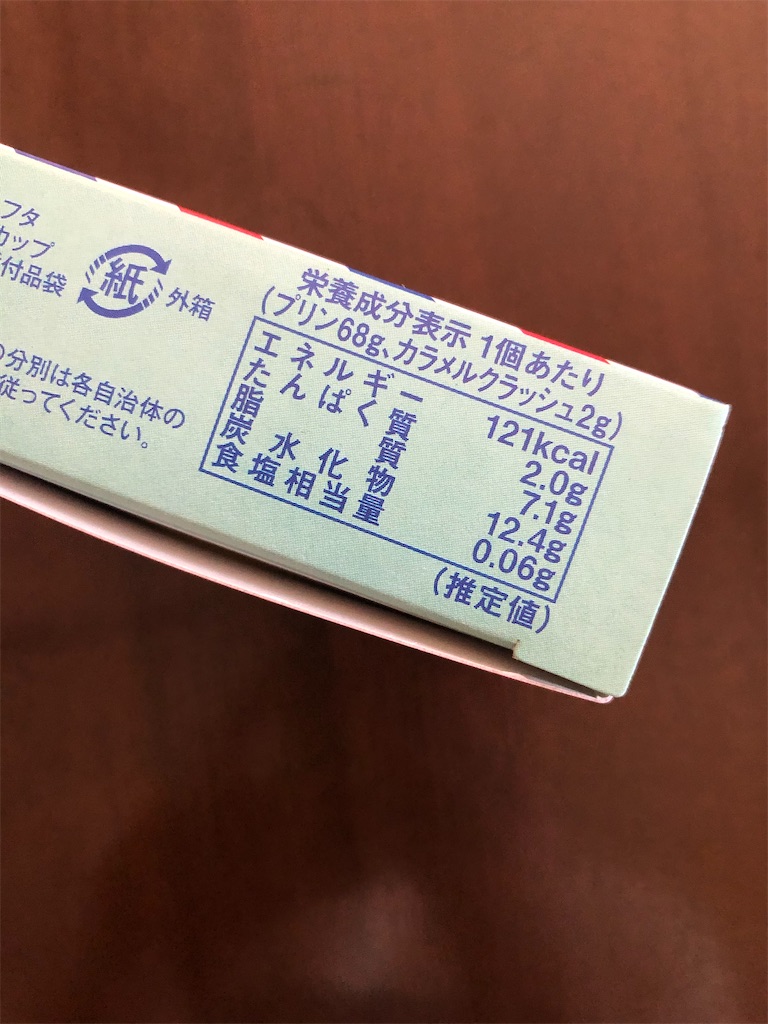 フタ
カップ
付品袋
紙
外箱
の分別は各自治体の
従ってください。
栄養成分表示 1個あたり
(プリン68g、カラメルクラッシュ2g)
エネルギー 121kcal
たんぱく質 2.0g
脂質 7.1g
炭水化物 12.4g
食塩相当量 0.06g
(推定値)